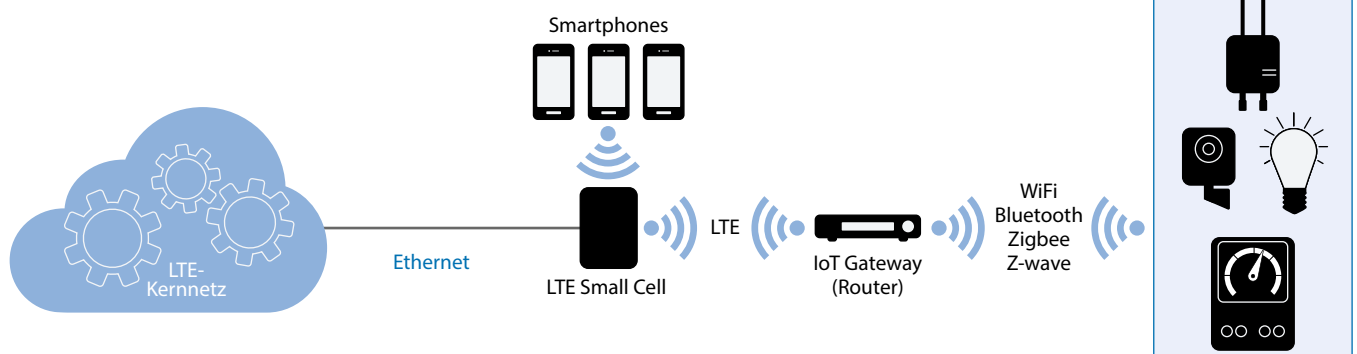 Smartphones
LTE-
Kernnetz
Ethernet
LTE Small Cell
LTE
IoT Gateway
(Router)
WiFi
Bluetooth
Zigbee
Z-wave